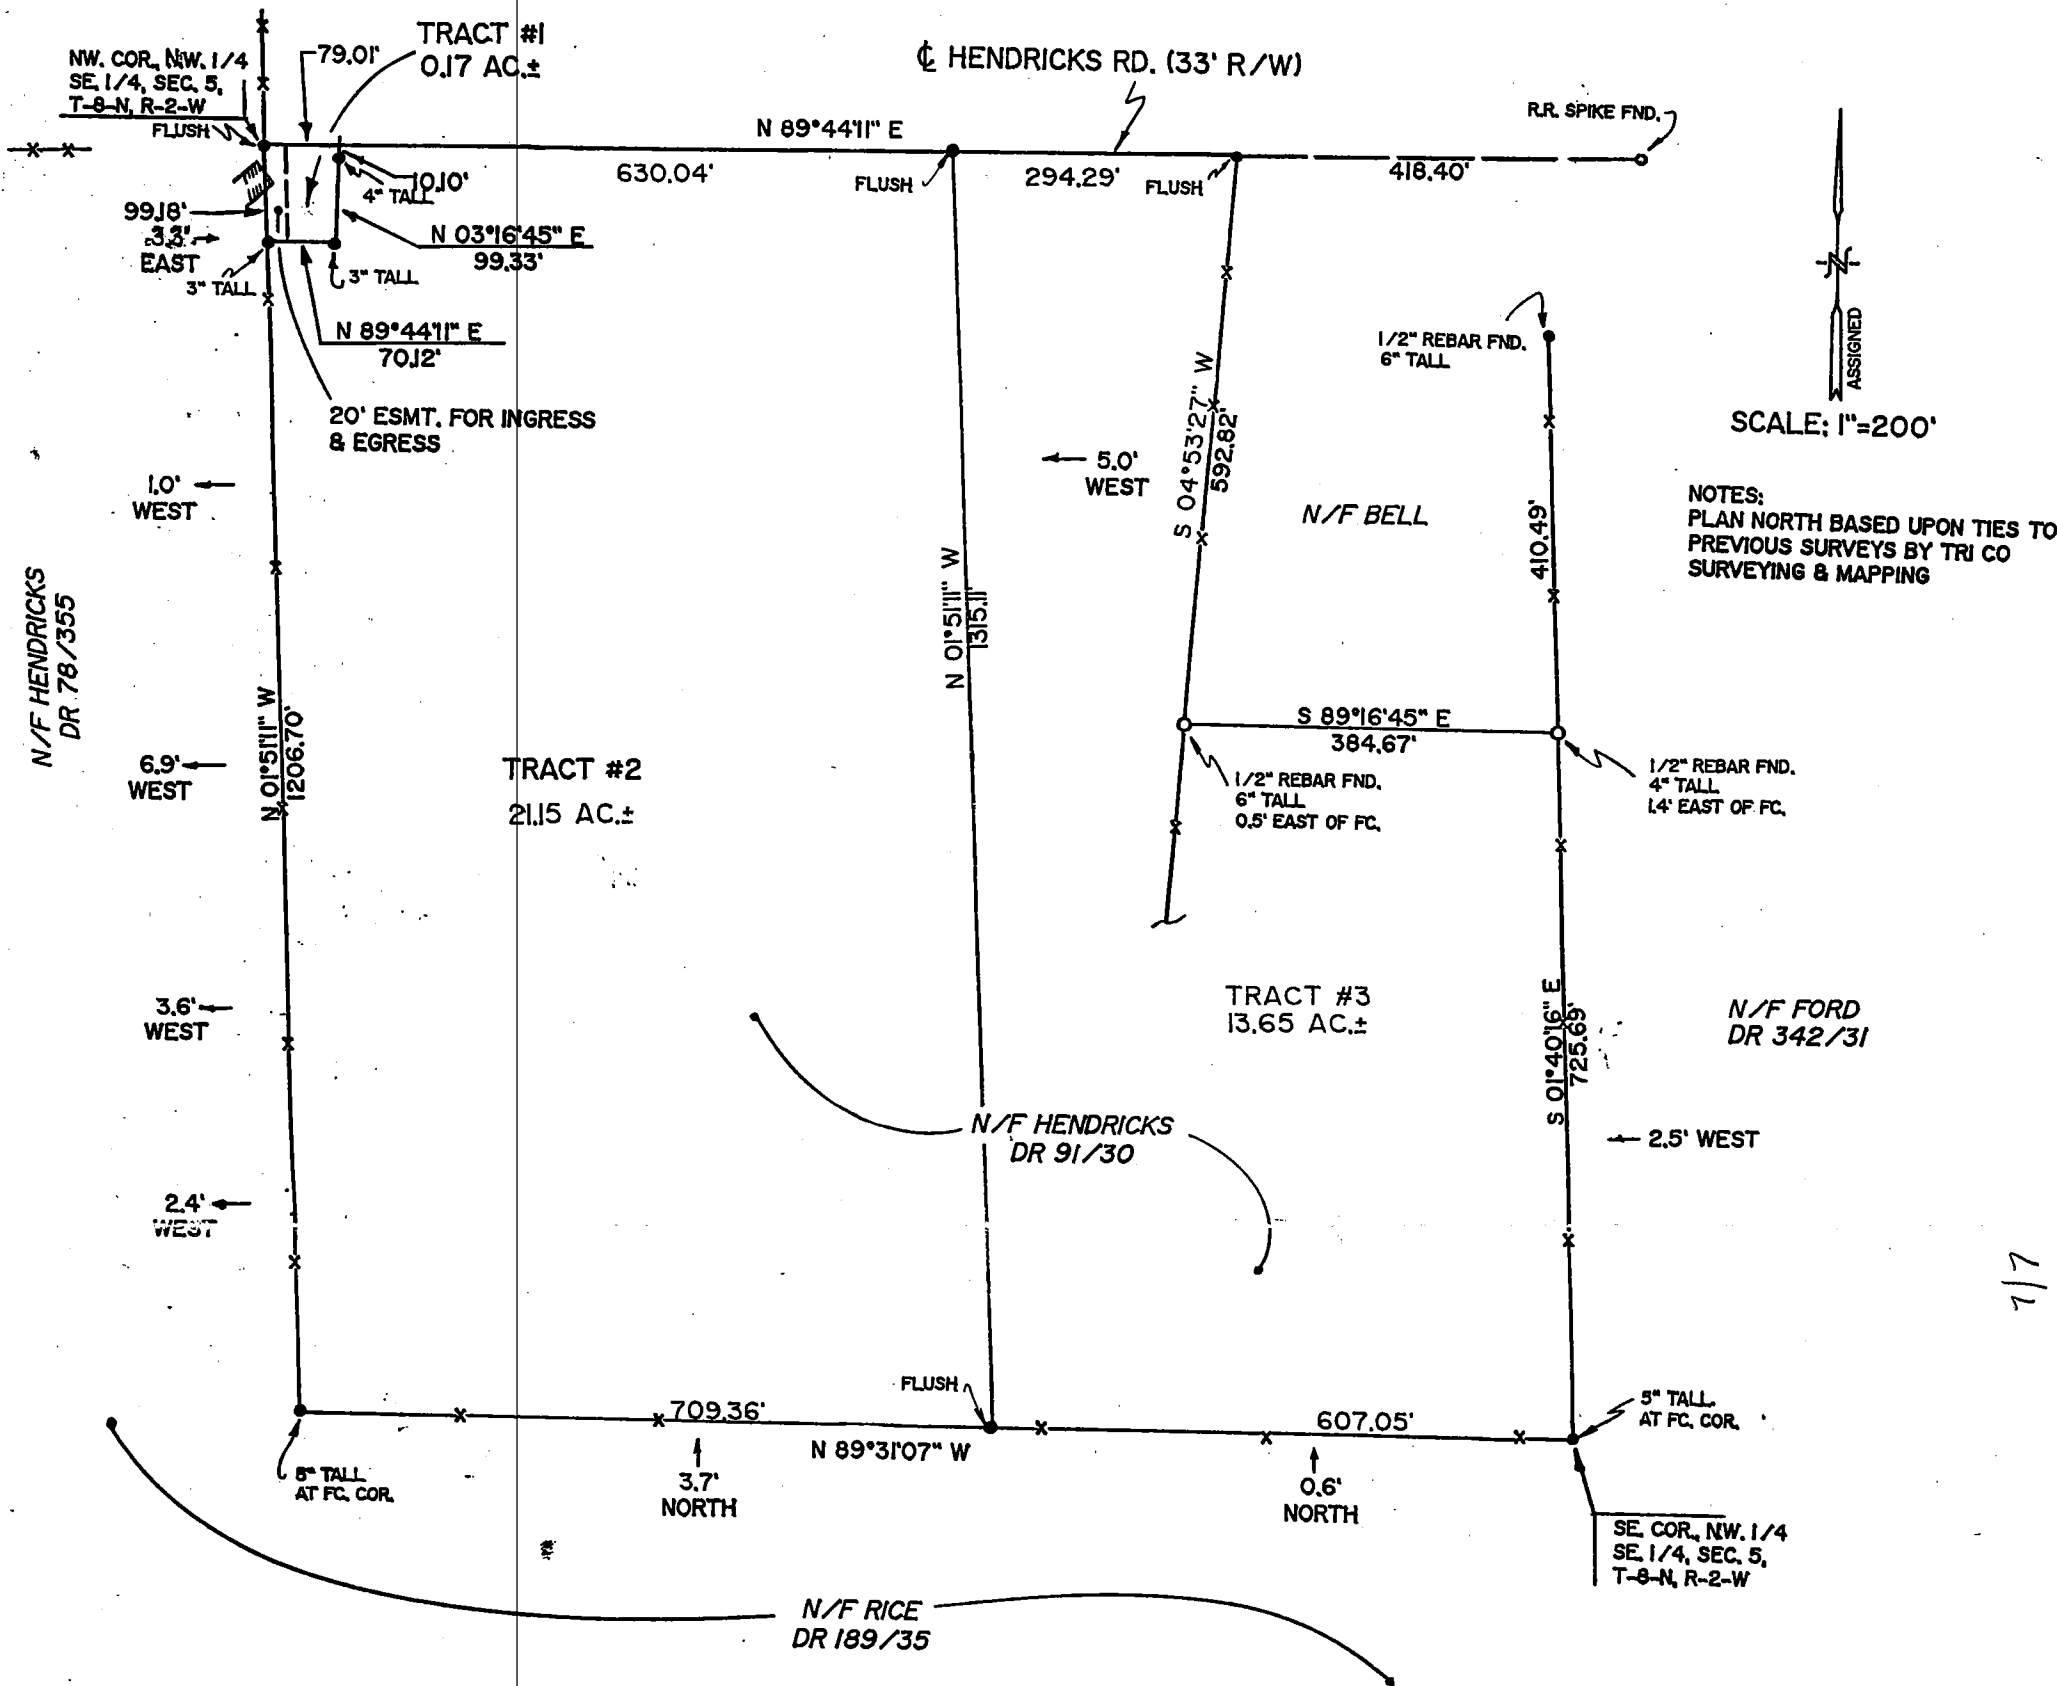 TRACT #1
0.17 AC.±
79.01'
NW. COR., NW. 1/4
SE. 1/4, SEC. 5,
T-8-N, R-2-W
FLUSH
℄ HENDRICKS RD. (33' R/W)
R.R. SPIKE FND.
N 89°44'11" E
630.04'
FLUSH
294.29'
FLUSH
418.40'
10.10'
4" TALL
99.18'
3.3'
EAST
3" TALL
N 03°16'45" E
99.33'
3" TALL
N 89°44'11" E
70.12'
20' ESMT. FOR INGRESS
& EGRESS
1/2" REBAR FND.
6" TALL
ASSIGNED
SCALE: 1"=200'
NOTES:
PLAN NORTH BASED UPON TIES TO
PREVIOUS SURVEYS BY TRI CO
SURVEYING & MAPPING
1.0'
WEST
5.0'
WEST
S 04°53'27" W
592.82'
N/F BELL
410.49'
N/F HENDRICKS
DR 78/355
N 01°51'11" W
1315.11'
N 01°51'11" W
1206.70'
6.9'
WEST
TRACT #2
21.15 AC.±
S 89°16'45" E
384.67'
1/2" REBAR FND.
6" TALL
0.5' EAST OF FC.
1/2" REBAR FND.
4" TALL
1.4' EAST OF FC.
3.6'
WEST
TRACT #3
13.65 AC.±
S 01°40'16" E
725.69'
N/F FORD
DR 342/31
N/F HENDRICKS
DR 91/30
2.5' WEST
2.4'
WEST
FLUSH
709.36'
N 89°31'07" W
607.05'
5" TALL
AT FC. COR.
5" TALL
AT FC. COR.
3.7'
NORTH
0.6'
NORTH
SE. COR., NW. 1/4
SE. 1/4, SEC. 5,
T-8-N, R-2-W
N/F RICE
DR 189/35